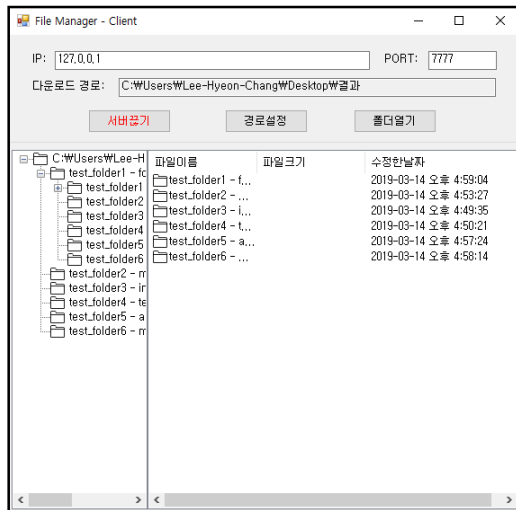 File Manager - Client
IP: 127,0,0,1 PORT: 7777
다운로드 경로: C:₩Users₩Lee-Hyeon-Chang₩Desktop₩결과
서버끊기 경로설정 폴더열기
C:₩Users₩Lee-H
test_folder1 - fc
test_folder1
test_folder2
test_folder3
test_folder4
test_folder5
test_folder6
test_folder2 - m
test_folder3 - in
test_folder4 - te
test_folder5 - a
test_folder6 - m
파일이름 파일크기 수정한날짜
test_folder1 - f... 2019-03-14 오후 4:59:04
test_folder2 - ... 2019-03-14 오후 4:53:27
test_folder3 - i... 2019-03-14 오후 4:49:35
test_folder4 - t... 2019-03-14 오후 4:50:21
test_folder5 - a... 2019-03-14 오후 4:57:24
test_folder6 - ... 2019-03-14 오후 4:58:14